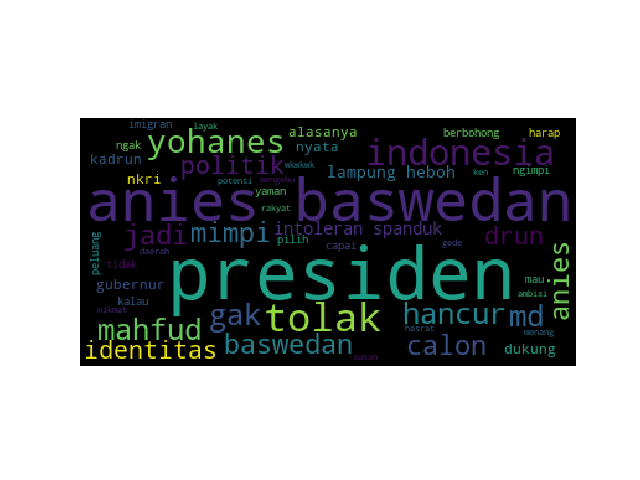 imigran layak
ngak yohanes alasanya berbohong harap
kadrun politik wkwkwk nyata indonesia
nkri potensi mengebu lampung heboh ken ngimpi
anies baswedan
yaman
rakyat
jadi mimpi intoleran spanduk drun
peluang daerah pilih capai gede anies
tidak presiden
gubernur mau
kalau ambisi
nikmat gak tolak hancur md
mahfud hasrat menang
identitas baswedan calon dukung
susah